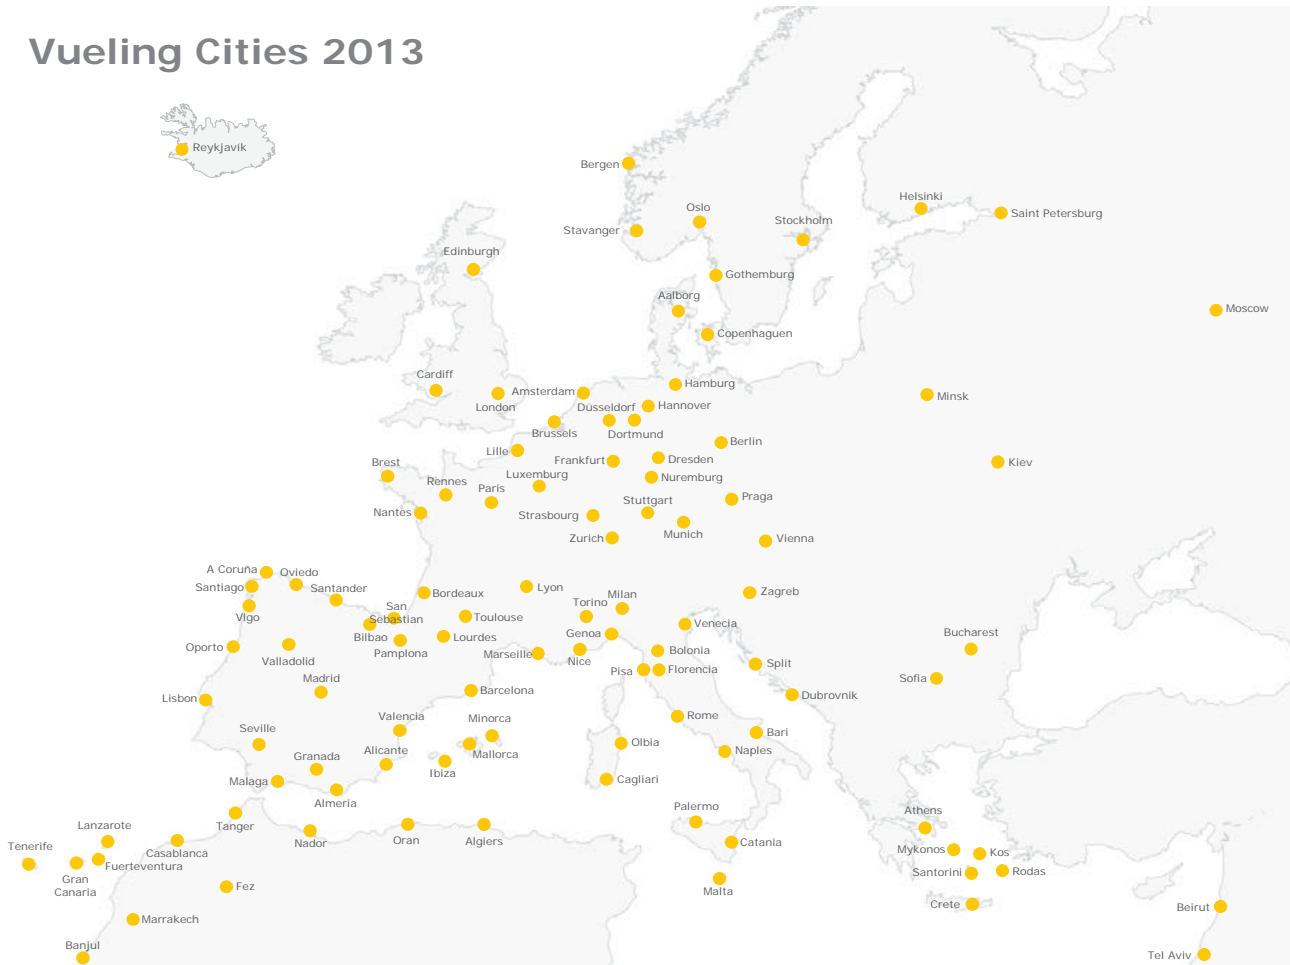 Vueling Cities 2013
Reykjavík
Bergen
Helsinki
Oslo
Saint Petersburg
Stockholm
Stavanger
Edinburgh
Gothemburg
Aalborg
Moscow
Copenhaguen
Cardiff
Hamburg
Amsterdam
London
Düsseldorf
Hannover
Minsk
Brussels
Dortmund
Berlin
Lille
Brest
Frankfurt
Dresden
Kiev
Luxemburg
Nuremburg
Rennes
Paris
Praga
Stuttgart
Nantes
Strasbourg
Munich
Zurich
Vienna
A Coruña
Oviedo
Santiago
Santander
Bordeaux
Lyon
Milan
Zagreb
San
Sebastian
Torino
Vigo
Toulouse
Venecia
Bilbao
Lourdes
Genoa
Bucharest
Oporto
Pamplona
Marseille
Bolonia
Valladolid
Nice
Split
Pisa
Florencia
Madrid
Sofia
Lisbon
Barcelona
Dubrovnik
Valencia
Minorca
Rome
Seville
Bari
Olbia
Granada
Alicante
Mallorca
Naples
Ibiza
Malaga
Cagliari
Almeria
Palermo
Athens
Lanzarote
Tanger
Tenerife
Casablanca
Nador
Oran
Algiers
Catania
Mykonos
Kos
Fuerteventura
Gran
Canaria
Santorini
Rodas
Fez
Malta
Crete
Beirut
Marrakech
Banjul
Tel Aviv